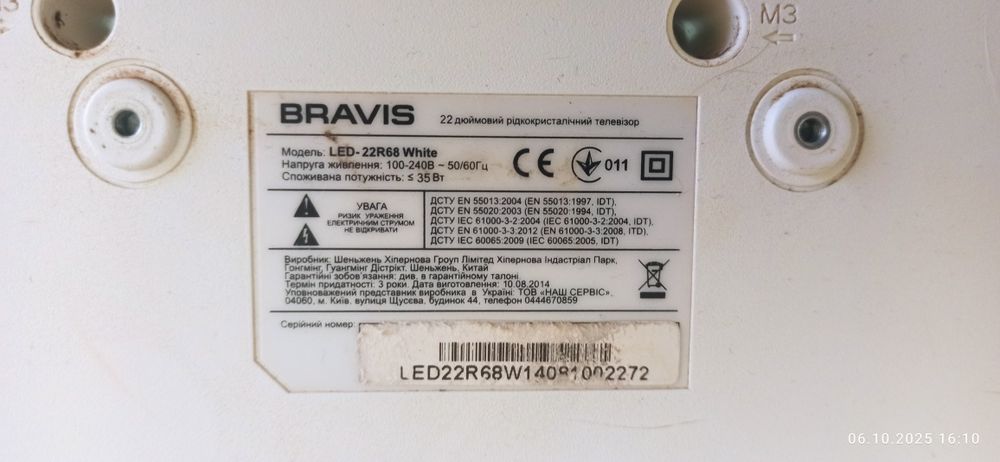 M3
BRAVIS
22 дюймовий рідкокристалічний телевізор
Модель: LED-22R68 White
Напруга живлення: 100-240В ~ 50/60Гц
Споживана потужність: ≤ 35 Вт
CE
011
УВАГА
РИЗИК УРАЖЕННЯ
ЕЛЕКТРИЧНИМ СТРУМОМ
НЕ ВІДКРИВАТИ
ДСТУ EN 55013:2004 (EN 55013:1997, IDT),
ДСТУ EN 55020:2003 (EN 55020:1994, IDT),
ДСТУ IEC 61000-3-2:2004 (IEC 61000-3-2:2004, IDT),
ДСТУ EN 61000-3-3:2012 (EN 61000-3-3:2008, ITD),
ДСТУ IEC 60065:2009 (IEC 60065:2005, IDT)
Виробник: Шеньжень Хіпернова Гроуп Лімітед Хіпернова Індастріал Парк,
Гонгмінг, Гуангмінг Дістрікт, Шеньжень, Китай
Гарантійні зобов'язання: див. в гарантійному талоні
Термін придатності: 3 роки. Дата виготовлення: 10.08.2014
Уповноважений представник виробника в Україні: ТОВ «НАШ СЕРВІС»,
04060, м. Київ, вулиця Щусєва, будинок 44, телефон 0444670859
Серійний номер:
LED22R68W14081002272
06.10.2025 16:10